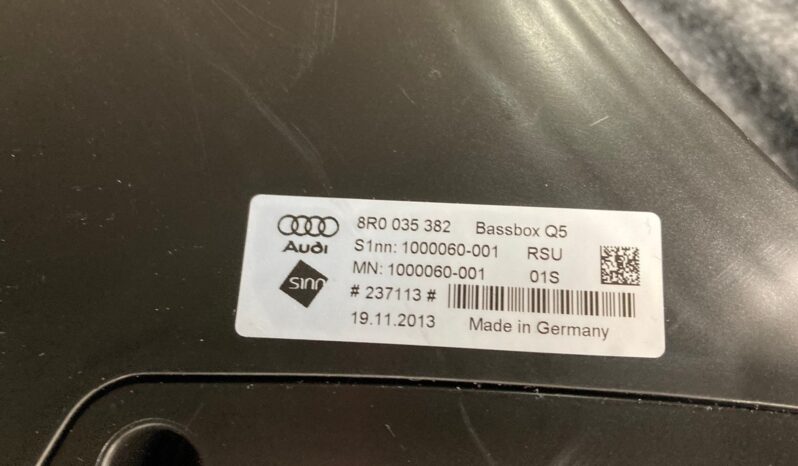 8R0 035 382 Bassbox Q5
Audi
S1nn: 1000060-001 RSU
MN: 1000060-001 01S
s1nn
# 237113 #
19.11.2013 Made in Germany